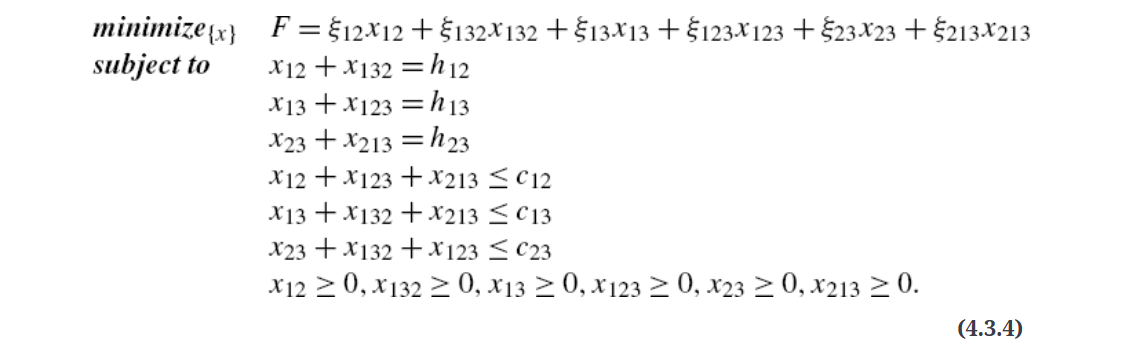 minimize{x} F = ξ12x12 + ξ132x132 + ξ13x13 + ξ123x123 + ξ23x23 + ξ213x213
subject to x12 + x132 = h12
x13 + x123 = h13
x23 + x213 = h23
x12 + x123 + x213 ≤ c12
x13 + x132 + x213 ≤ c13
x23 + x132 + x123 ≤ c23
x12 ≥ 0, x132 ≥ 0, x13 ≥ 0, x123 ≥ 0, x23 ≥ 0, x213 ≥ 0.
(4.3.4)